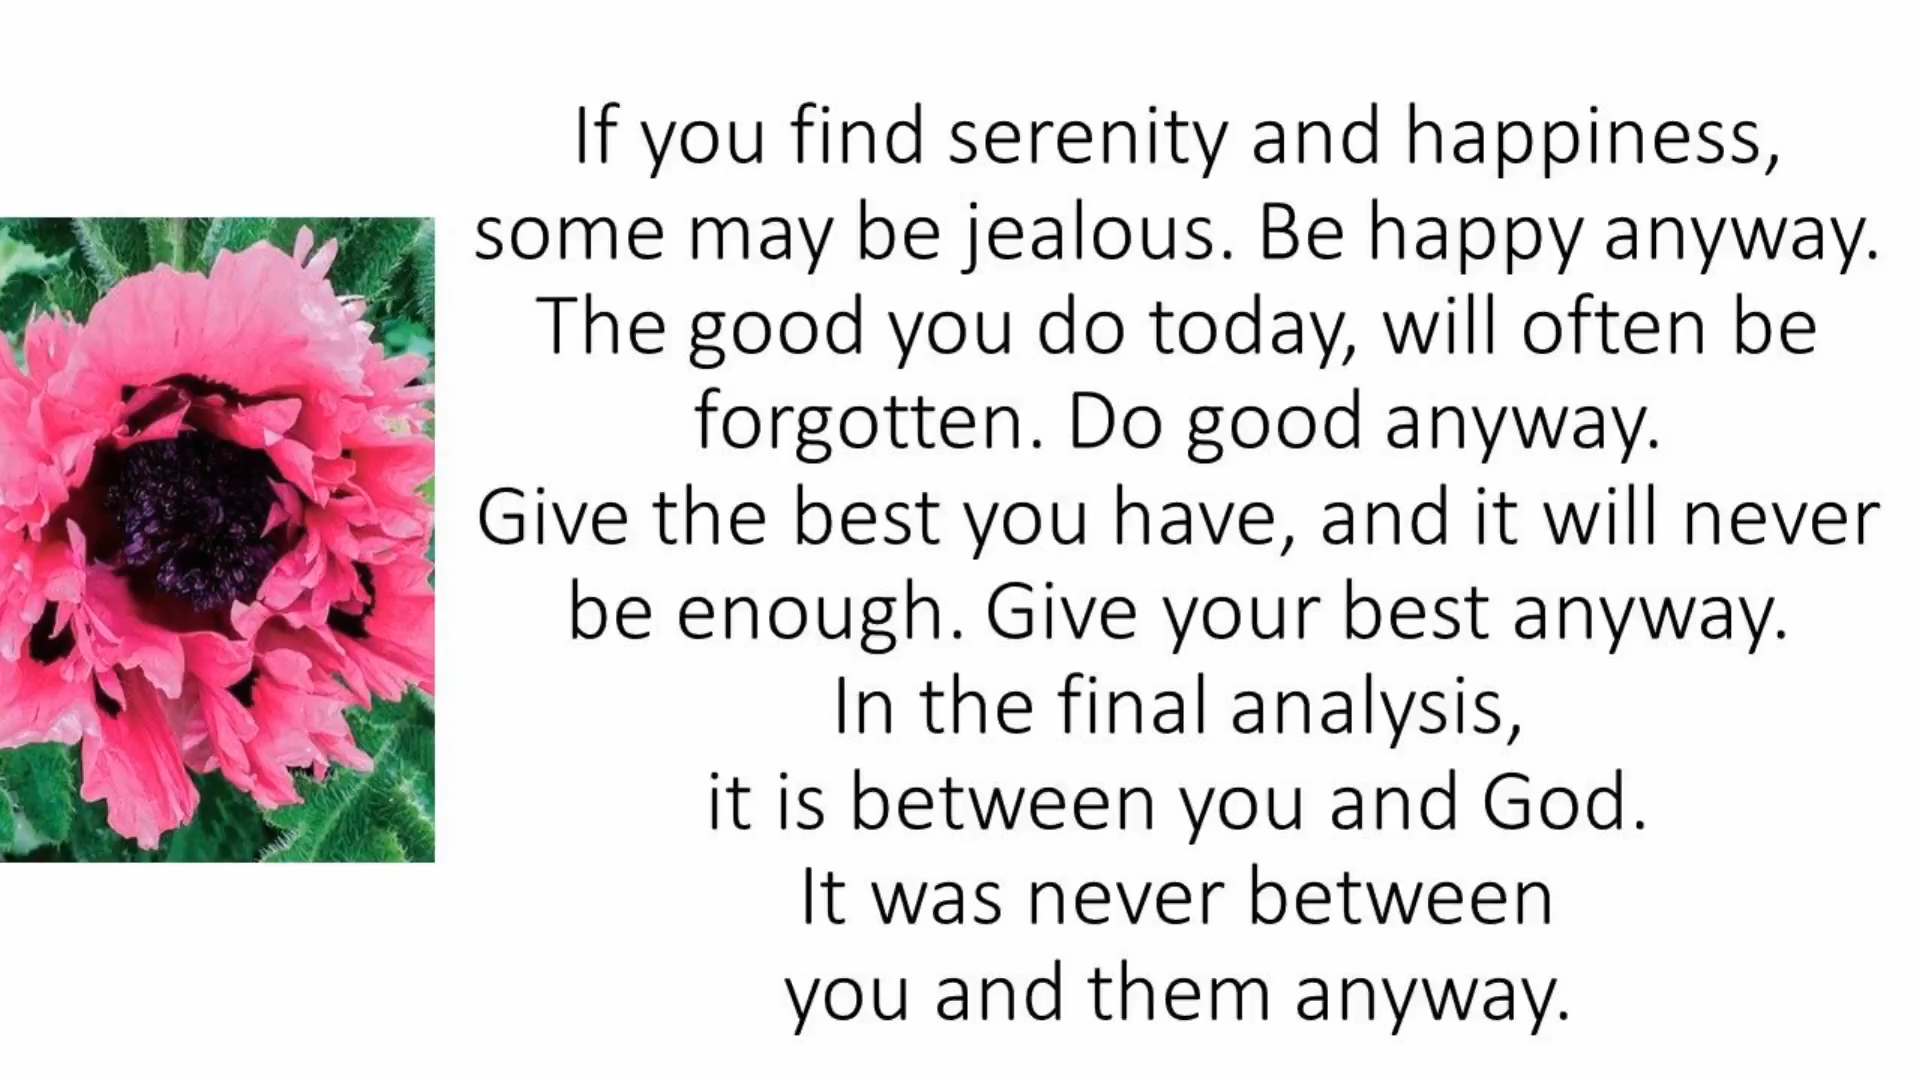 If you find serenity and happiness,
some may be jealous. Be happy anyway.
The good you do today, will often be
forgotten. Do good anyway.
Give the best you have, and it will never
be enough. Give your best anyway.
In the final analysis,
it is between you and God.
It was never between
you and them anyway.